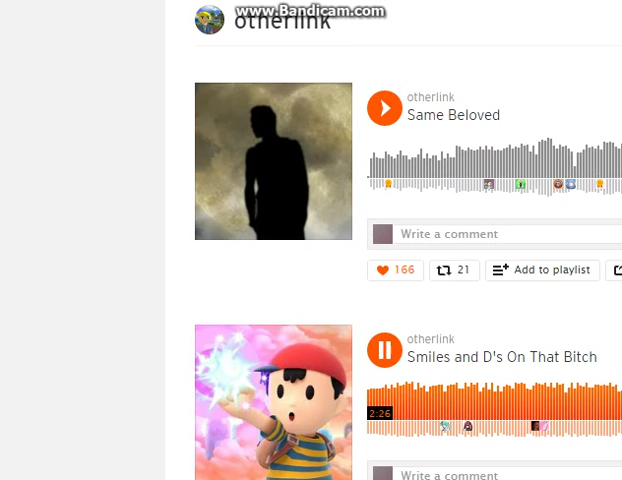 www.Bandicam.com
otherlink
otherlink
Same Beloved
Write a comment
166
21
Add to playlist
otherlink
Smiles and D's On That Bitch
2:26
Write a comment